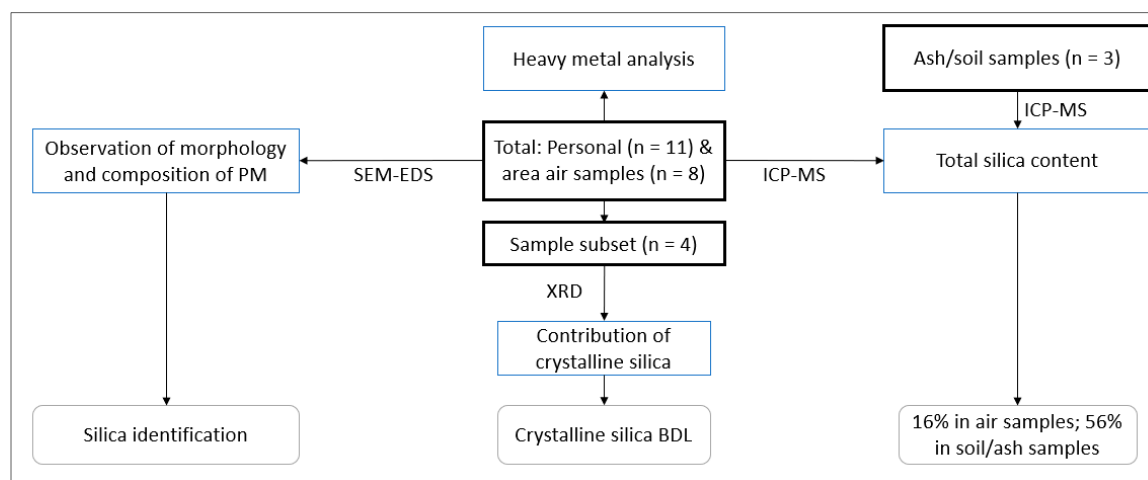 Heavy metal analysis
Ash/soil samples (n = 3)
ICP-MS
Observation of morphology
and composition of PM
SEM-EDS
Total: Personal (n = 11) &
area air samples (n = 8)
ICP-MS
Total silica content
Sample subset (n = 4)
XRD
Contribution of
crystalline silica
Silica identification
Crystalline silica BDL
16% in air samples; 56%
in soil/ash samples